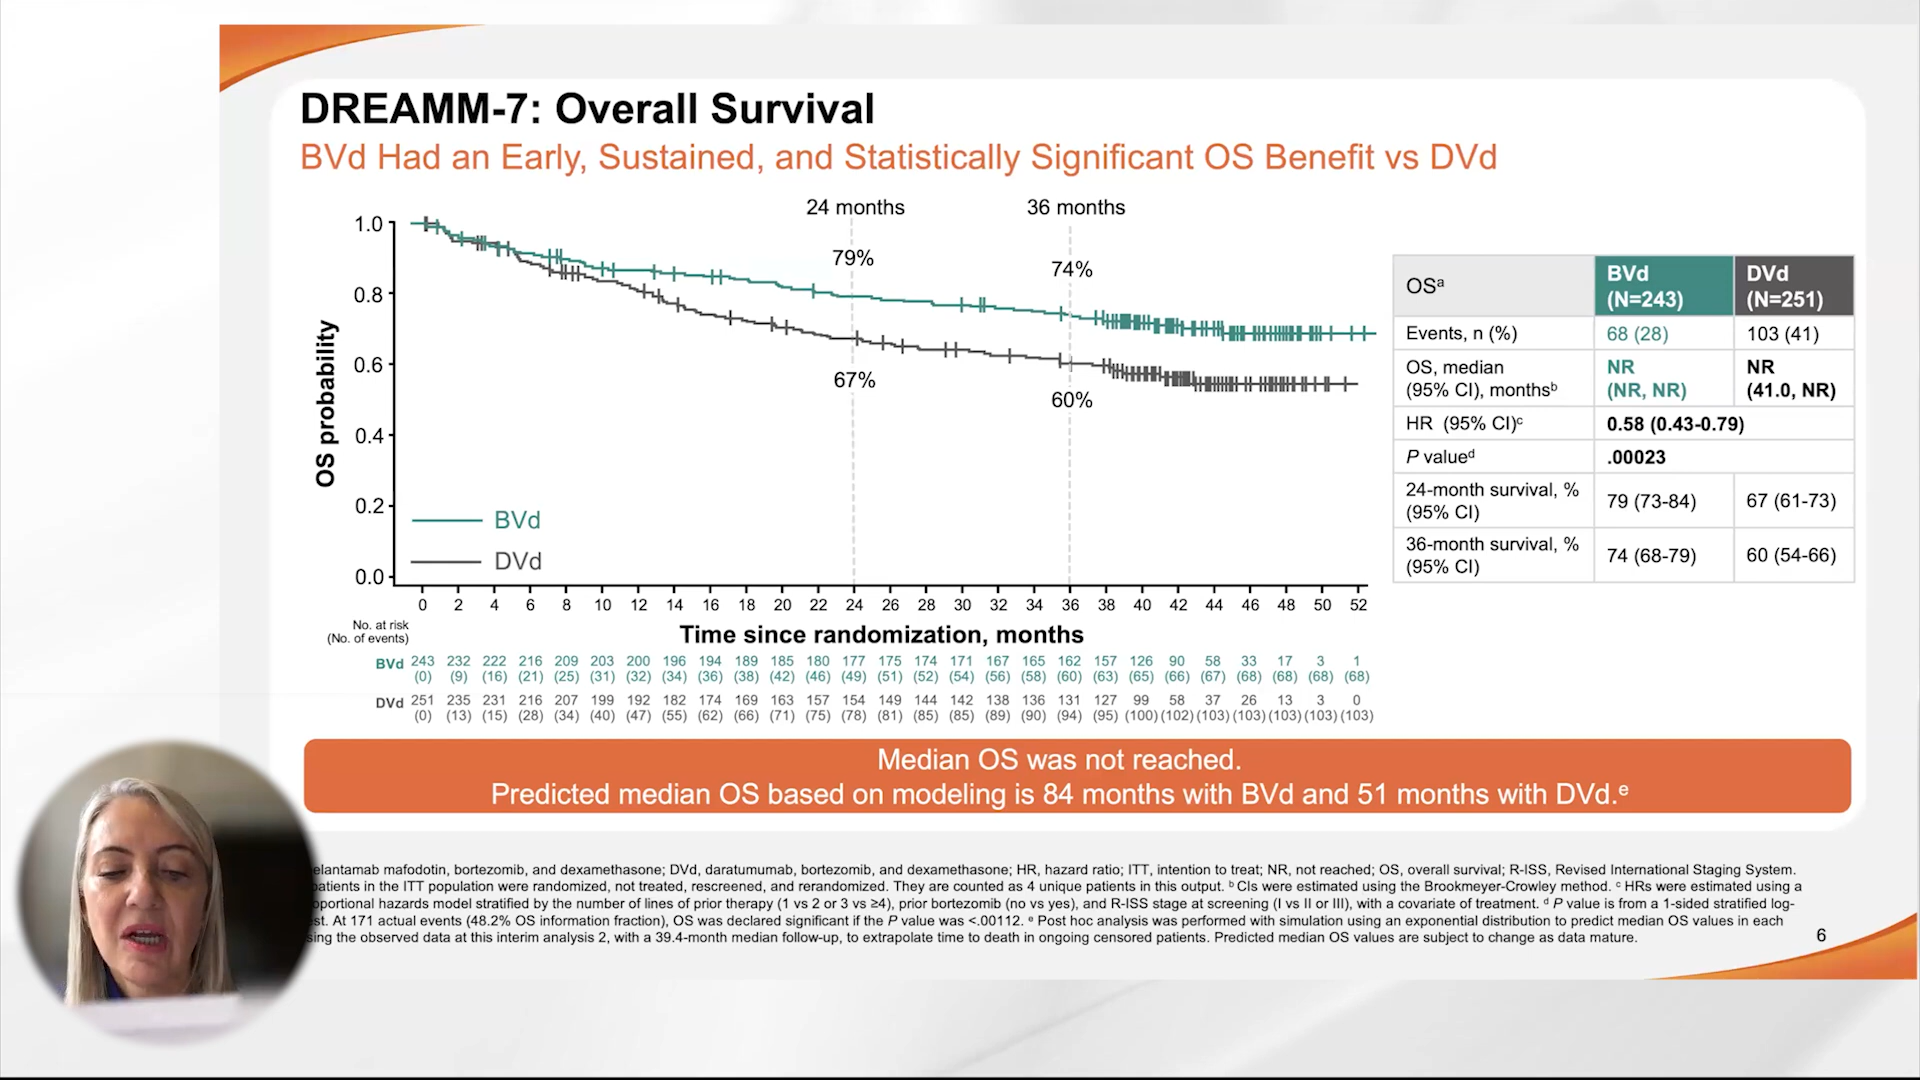 DREAMM-7: Overall Survival
BVd Had an Early, Sustained, and Statistically Significant OS Benefit vs DVd
24 months 36 months
79% 74%
67% 60%
OS probability
1.0
0.8
0.6
0.4
0.2
0.0
BVd
DVd
0 2 4 6 8 10 12 14 16 18 20 22 24 26 28 30 32 34 36 38 40 42 44 46 48 50 52
Time since randomization, months
No. at risk
(No. of events)
BVd 243 232 222 216 209 203 200 196 194 189 185 180 177 175 174 171 167 165 162 157 126 90 58 33 17 3 1
(0) (9) (16) (21) (25) (31) (32) (34) (36) (38) (42) (46) (49) (51) (52) (54) (56) (58) (60) (63) (65) (66) (67) (68) (68) (68) (68)
DVd 251 235 231 216 207 199 192 182 174 169 163 157 154 149 144 142 138 136 131 127 99 58 37 26 13 3 0
(0) (13) (15) (28) (34) (40) (47) (55) (62) (66) (71) (75) (78) (81) (85) (85) (89) (90) (94) (95) (100) (102) (103) (103) (103) (103) (103)
OSᵃ BVd (N=243) DVd (N=251)
Events, n (%) 68 (28) 103 (41)
OS, median NR NR
(95% CI), monthsᵇ (NR, NR) (41.0, NR)
HR (95% CI)ᶜ 0.58 (0.43-0.79)
P valueᵈ .00023
24-month survival, % (95% CI) 79 (73-84) 67 (61-73)
36-month survival, % (95% CI) 74 (68-79) 60 (54-66)
Median OS was not reached.
Predicted median OS based on modeling is 84 months with BVd and 51 months with DVd.ᵉ
mafodotin, bortezomib, and dexamethasone; DVd, daratumumab, bortezomib, and dexamethasone; HR, hazard ratio; ITT, intention to treat; NR, not reached; OS, overall survival; R-ISS, Revised International Staging System.
patients in the ITT population were randomized, not treated, rescreened, and rerandomized. They are counted as 4 unique patients in this output. ᵇ CIs were estimated using the Brookmeyer-Crowley method. ᶜ HRs were estimated using a
hazards model stratified by the number of lines of prior therapy (1 vs 2 or 3 vs ≥4), prior bortezomib (no vs yes), and R-ISS stage at screening (I vs II or III), with a covariate of treatment. ᵈ P value is from a 1-sided stratified log-
At 171 actual events (48.2% OS information fraction), OS was declared significant if the P value was <.00112. ᵉ Post hoc analysis was performed with simulation using an exponential distribution to predict median OS values in each
the observed data at this interim analysis 2, with a 39.4-month median follow-up, to extrapolate time to death in ongoing censored patients. Predicted median OS values are subject to change as data mature.
6